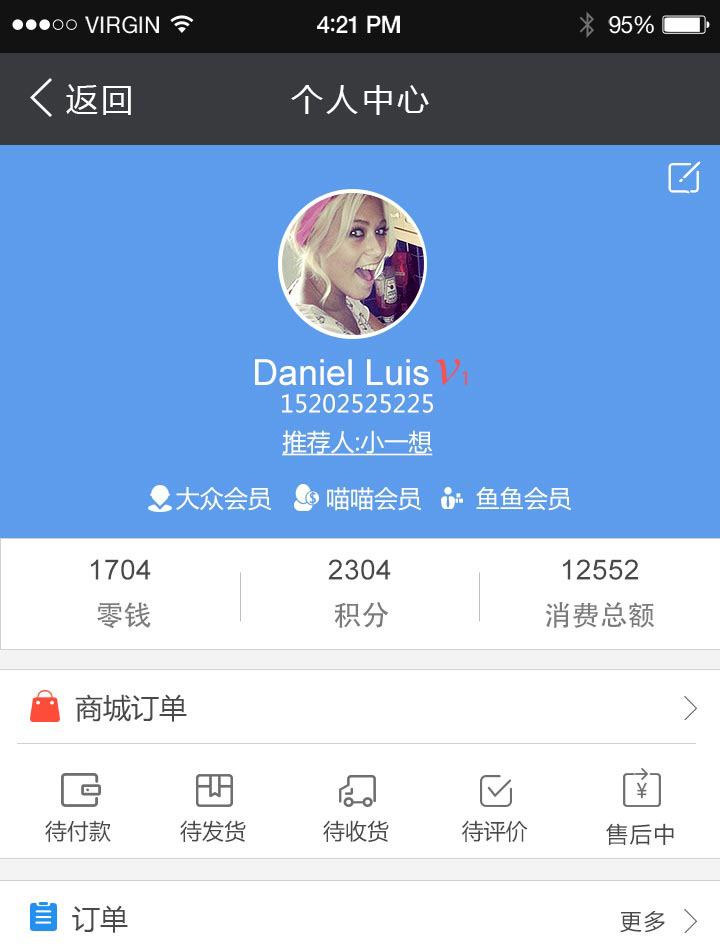 VIRGIN 4:21 PM 95%
返回 个人中心
Daniel Luis V1
15202525225
推荐人:小一想
大众会员 喵喵会员 鱼鱼会员
1704 2304 12552
零钱 积分 消费总额
商城订单
待付款 待发货 待收货 待评价 售后中
订单 更多